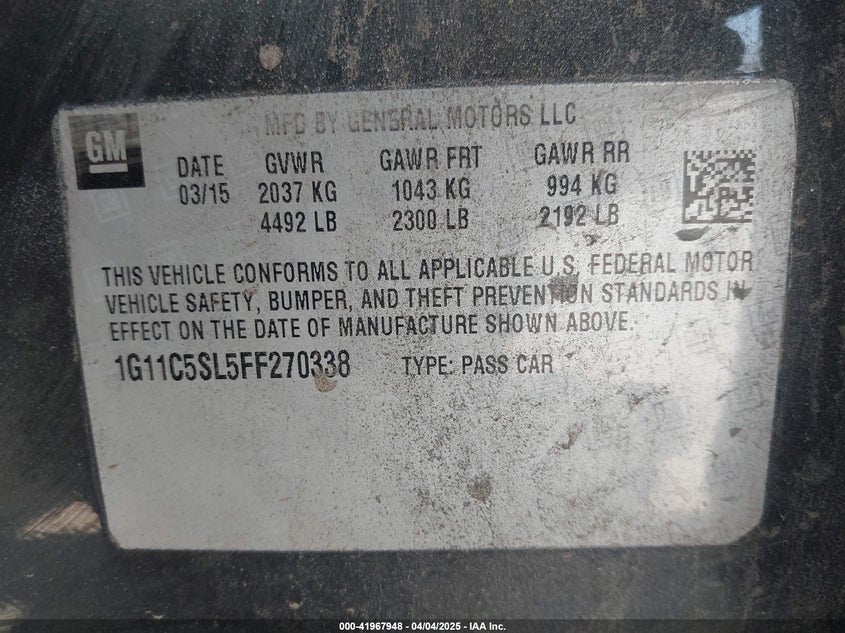 MFD BY GENERAL MOTORS LLC
GM
DATE GVWR GAWR FRT GAWR RR
03/15 2037 KG 1043 KG 994 KG
4492 LB 2300 LB 2192 LB
THIS VEHICLE CONFORMS TO ALL APPLICABLE U.S. FEDERAL MOTOR
VEHICLE SAFETY, BUMPER, AND THEFT PREVENTION STANDARDS IN
EFFECT ON THE DATE OF MANUFACTURE SHOWN ABOVE.
1G11C5SL5FF270338 TYPE: PASS CAR
000-41967948 - 04/04/2025 - IAA Inc.